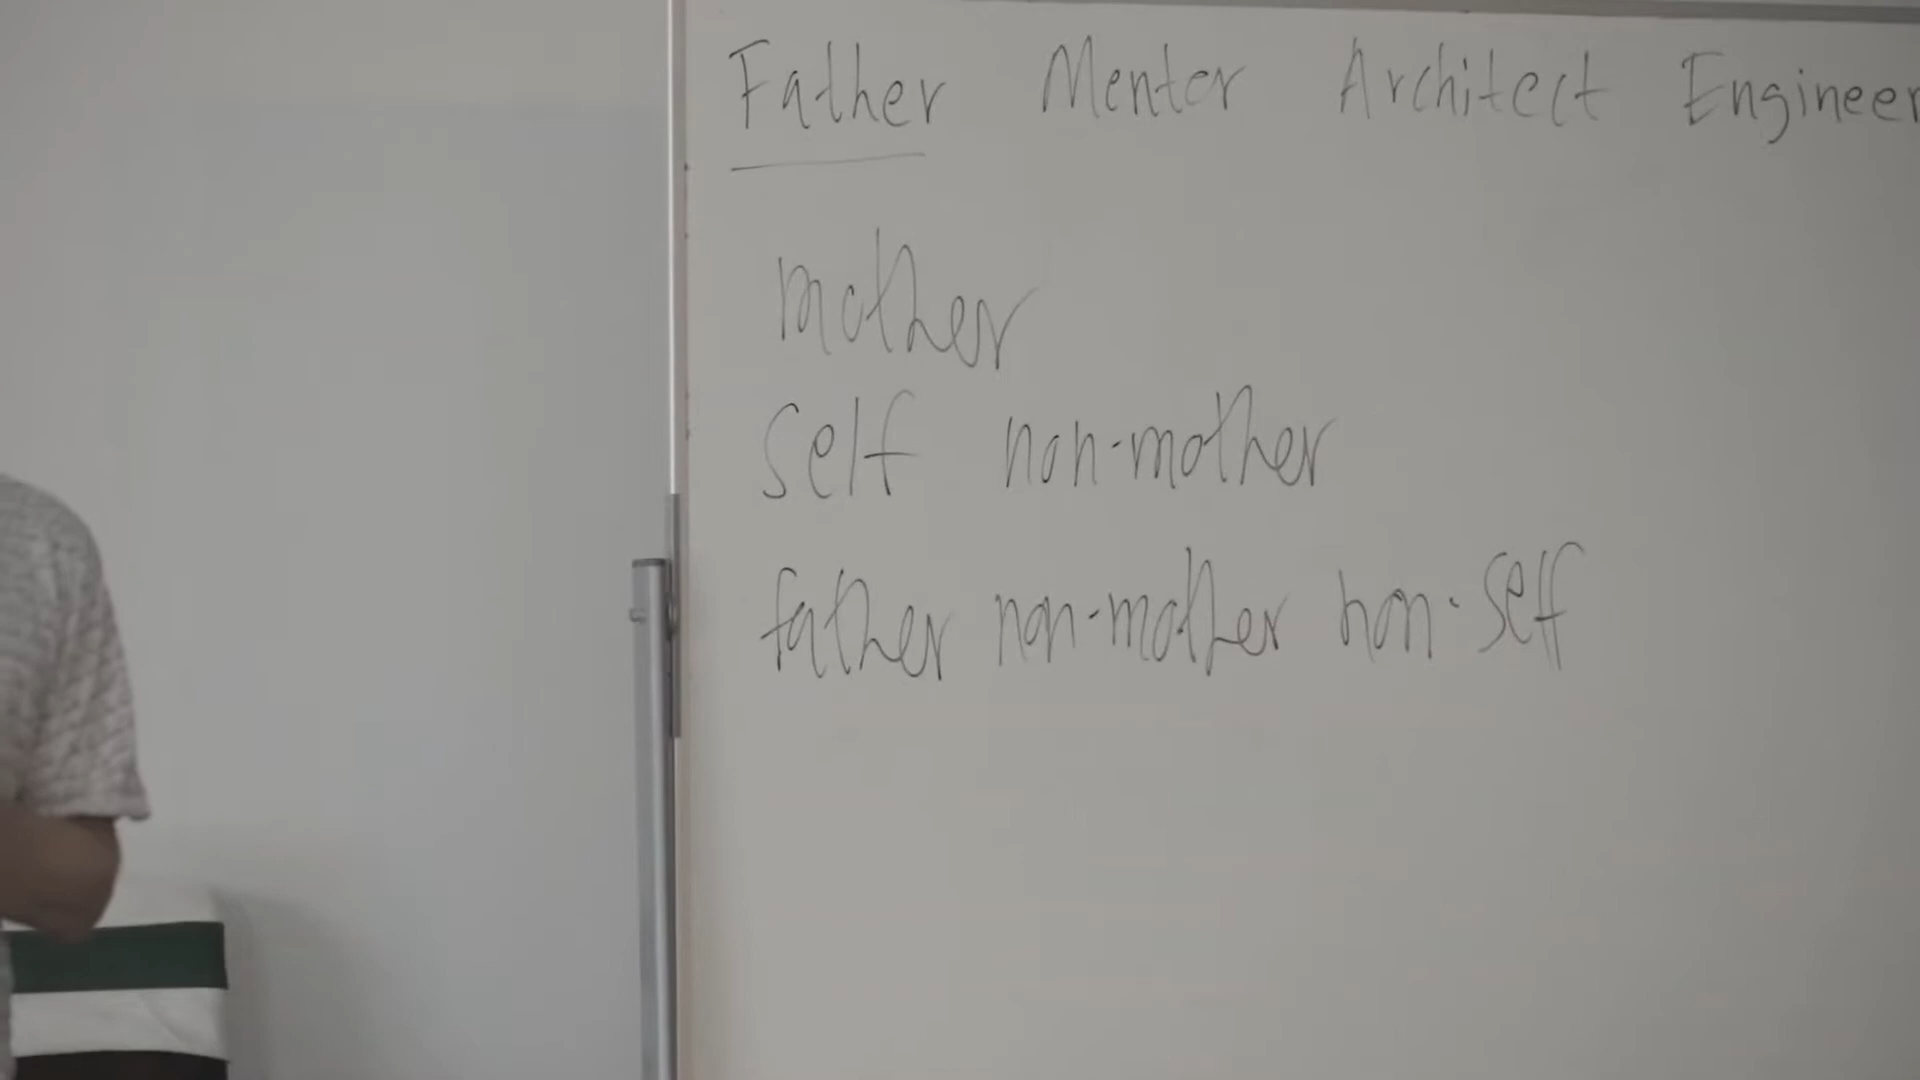 Father Mentor Architect Engineer
mother
self non-mother
father non-mother non-self